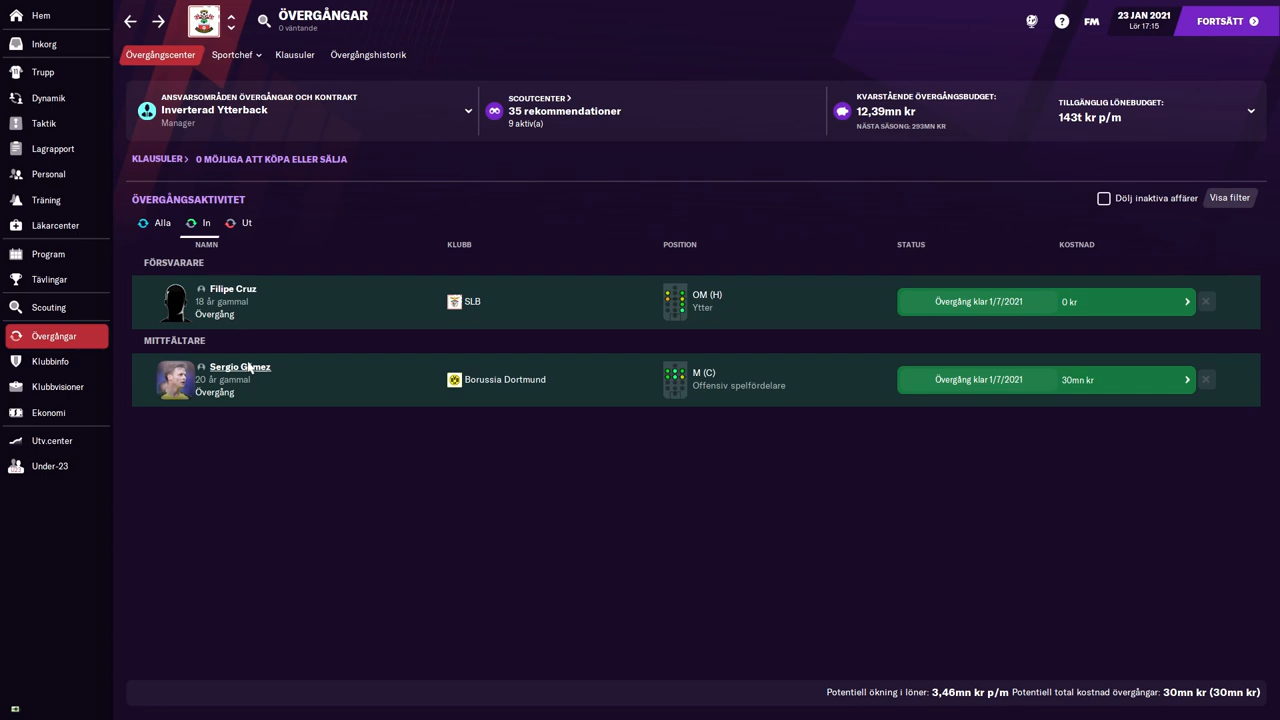 Hem
Inkorg
Trupp
Dynamik
Taktik
Lagrapport
Personal
Träning
Läkarcenter
Program
Tävlingar
Scouting
Övergångar
Klubbinfo
Klubbvisioner
Ekonomi
Utv.center
Under-23
ÖVERGÅNGAR
0 väntande
?
FM
23 JAN 2021
Lör 17:15
FORTSÄTT
Övergångscenter
Sportchef
Klausuler
Övergångshistorik
ANSVARSOMRÅDEN ÖVERGÅNGAR OCH KONTRAKT
Inverterad Ytterback
Manager
SCOUTCENTER
35 rekommendationer
9 aktiv(a)
KVARSTÅENDE ÖVERGÅNGSBUDGET:
12,39mn kr
NÄSTA SÄSONG: 293MN KR
TILLGÄNGLIG LÖNEBUDGET:
143t kr p/m
KLAUSULER 0 MÖJLIGA ATT KÖPA ELLER SÄLJA
ÖVERGÅNGSAKTIVITET
Dölj inaktiva affärer
Visa filter
Alla In Ut
NAMN KLUBB POSITION STATUS KOSTNAD
FÖRSVARARE
Filipe Cruz
18 år gammal
Övergång
SLB
OM (H)
Ytter
Övergång klar 1/7/2021 0 kr
MITTFÄLTARE
Sergio Gómez
20 år gammal
Övergång
Borussia Dortmund
M (C)
Offensiv spelfördelare
Övergång klar 1/7/2021 30mn kr
Potentiell ökning i löner: 3,46mn kr p/m Potentiell total kostnad övergångar: 30mn kr (30mn kr)